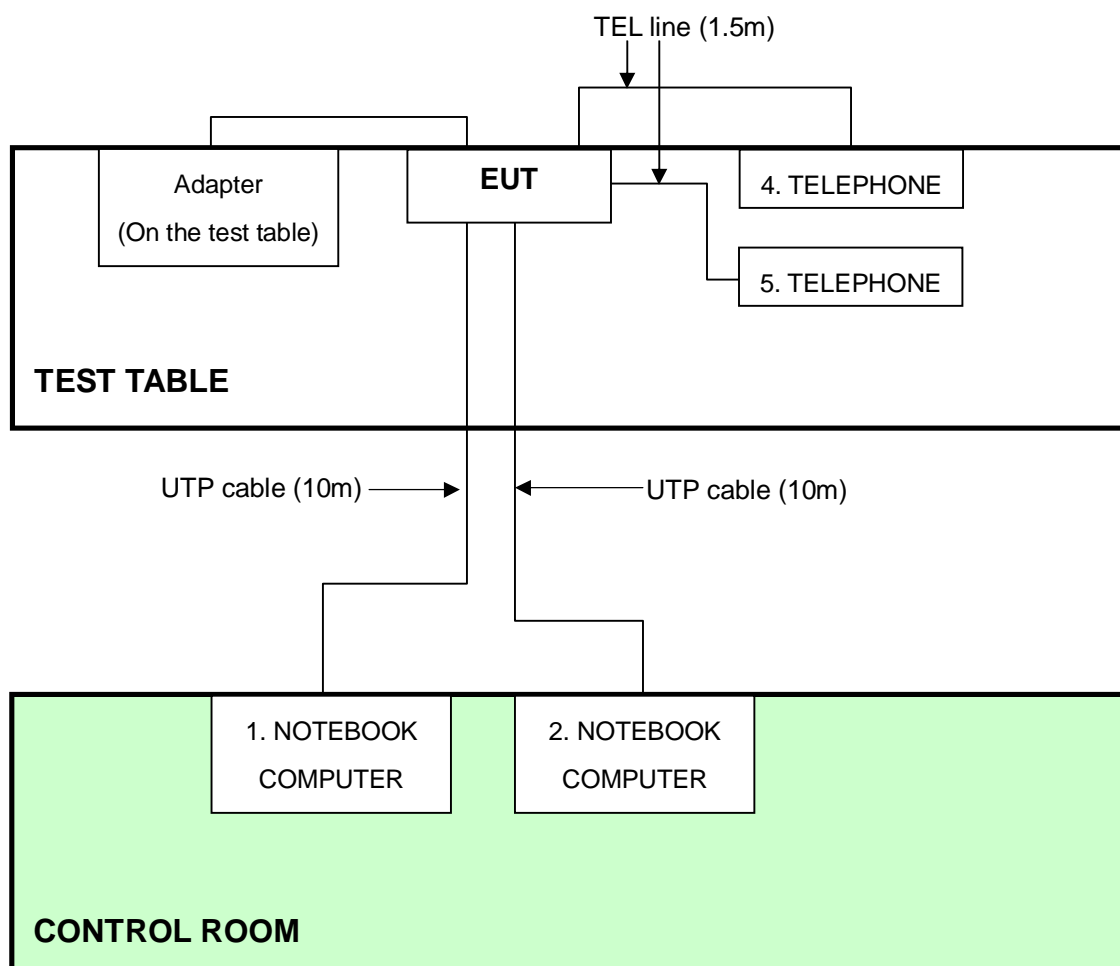 TEL line (1.5m)
Adapter
(On the test table)
EUT
4. TELEPHONE
5. TELEPHONE
TEST TABLE
UTP cable (10m)
UTP cable (10m)
1. NOTEBOOK
COMPUTER
2. NOTEBOOK
COMPUTER
CONTROL ROOM